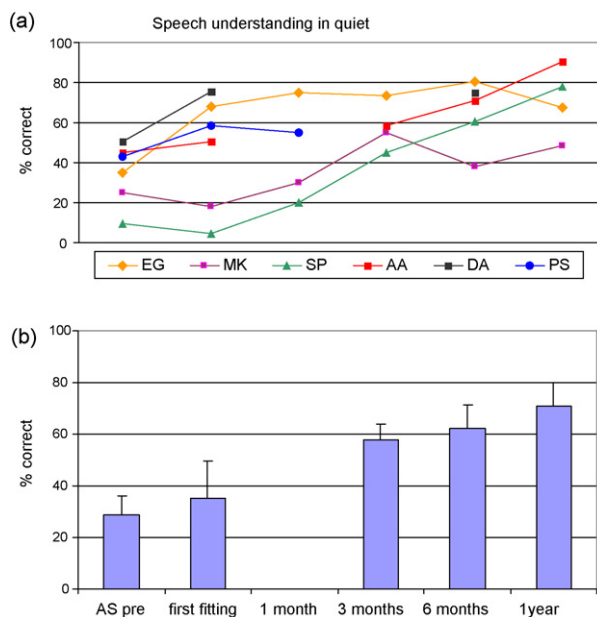 (a)
Speech understanding in quiet
% correct
100
80
60
40
20
0
EG MK SP AA DA PS
(b)
% correct
100
80
60
40
20
0
AS pre first fitting 1 month 3 months 6 months 1year